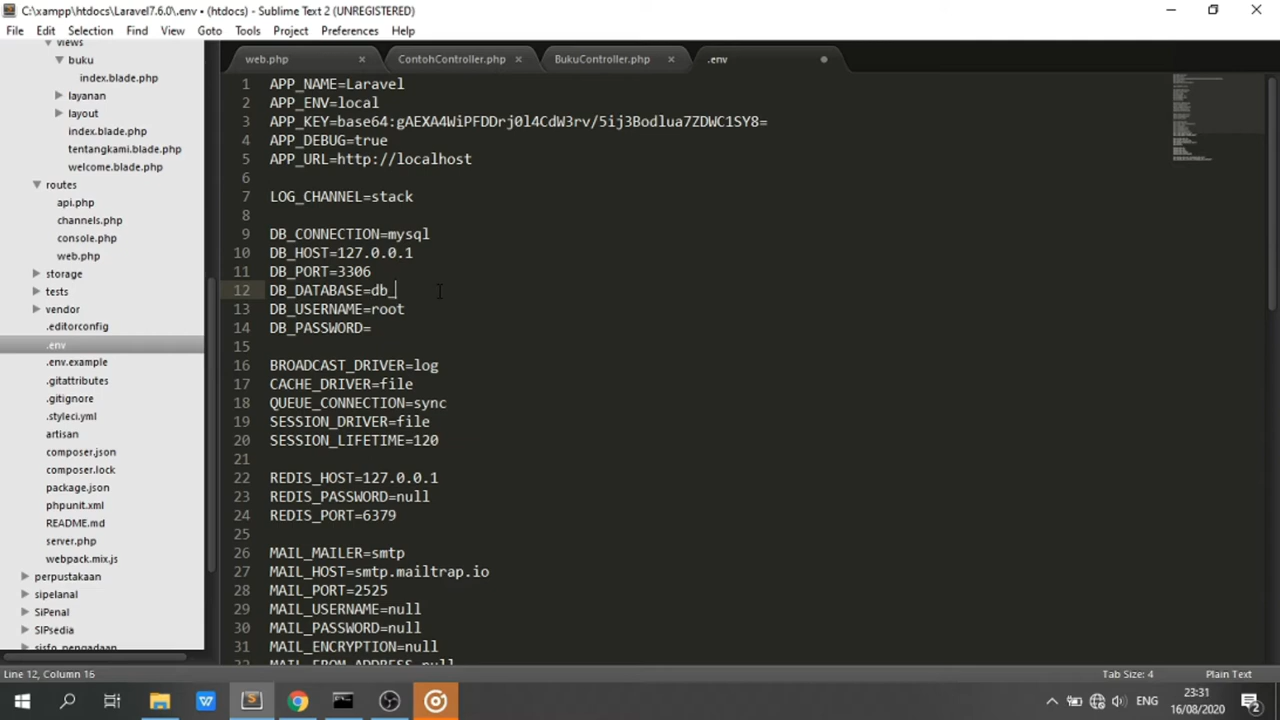 C:\xampp\htdocs\Laravel7.6.0\.env • (htdocs) - Sublime Text 2 (UNREGISTERED)
File Edit Selection Find View Goto Tools Project Preferences Help
views
buku
index.blade.php
layanan
layout
index.blade.php
tentangkami.blade.php
welcome.blade.php
routes
api.php
channels.php
console.php
web.php
storage
tests
vendor
.editorconfig
.env
.env.example
.gitattributes
.gitignore
.styleci.yml
artisan
composer.json
composer.lock
package.json
phpunit.xml
README.md
server.php
webpack.mix.js
perpustakaan
sipelanal
SIPenal
SIPsedia
sisfo_pengadaan
web.php ContohController.php BukuController.php .env
1 APP_NAME=Laravel
2 APP_ENV=local
3 APP_KEY=base64:gAEXA4WiPFDDrj0l4CdW3rv/5ij3Bodlua7ZDWC1SY8=
4 APP_DEBUG=true
5 APP_URL=http://localhost
6
7 LOG_CHANNEL=stack
8
9 DB_CONNECTION=mysql
10 DB_HOST=127.0.0.1
11 DB_PORT=3306
12 DB_DATABASE=db_
13 DB_USERNAME=root
14 DB_PASSWORD=
15
16 BROADCAST_DRIVER=log
17 CACHE_DRIVER=file
18 QUEUE_CONNECTION=sync
19 SESSION_DRIVER=file
20 SESSION_LIFETIME=120
21
22 REDIS_HOST=127.0.0.1
23 REDIS_PASSWORD=null
24 REDIS_PORT=6379
25
26 MAIL_MAILER=smtp
27 MAIL_HOST=smtp.mailtrap.io
28 MAIL_PORT=2525
29 MAIL_USERNAME=null
30 MAIL_PASSWORD=null
31 MAIL_ENCRYPTION=null
32 MAIL_FROM_ADDRESS=null
Line 12, Column 16 Tab Size: 4 Plain Text
ENG 23:31
16/08/2020 2